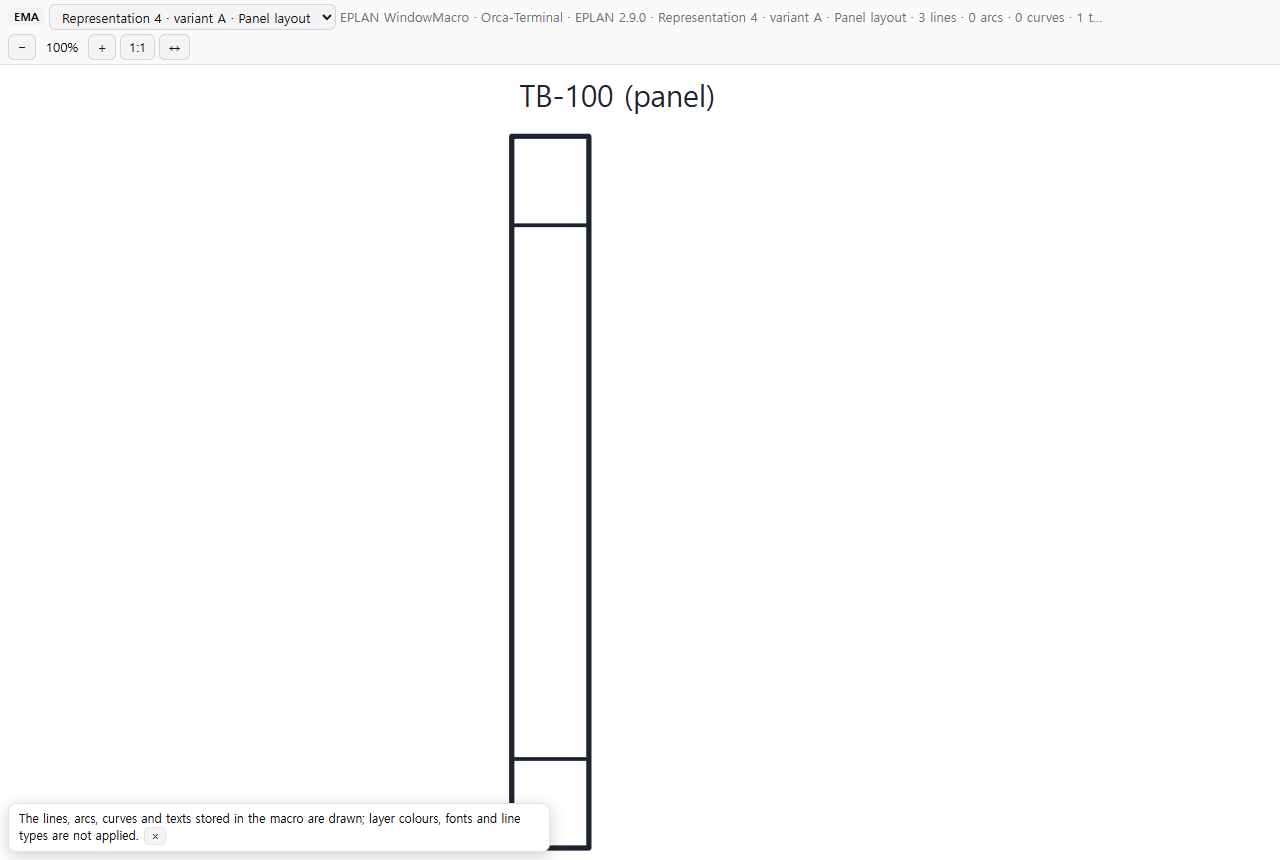 EMA Representation 4 · variant A · Panel layout EPLAN WindowMacro · Orca-Terminal · EPLAN 2.9.0 · Representation 4 · variant A · Panel layout · 3 lines · 0 arcs · 0 curves · 1 t...
− 100% + 1:1 ↔
TB-100 (panel)
The lines, arcs, curves and texts stored in the macro are drawn; layer colours, fonts and line
types are not applied. ×